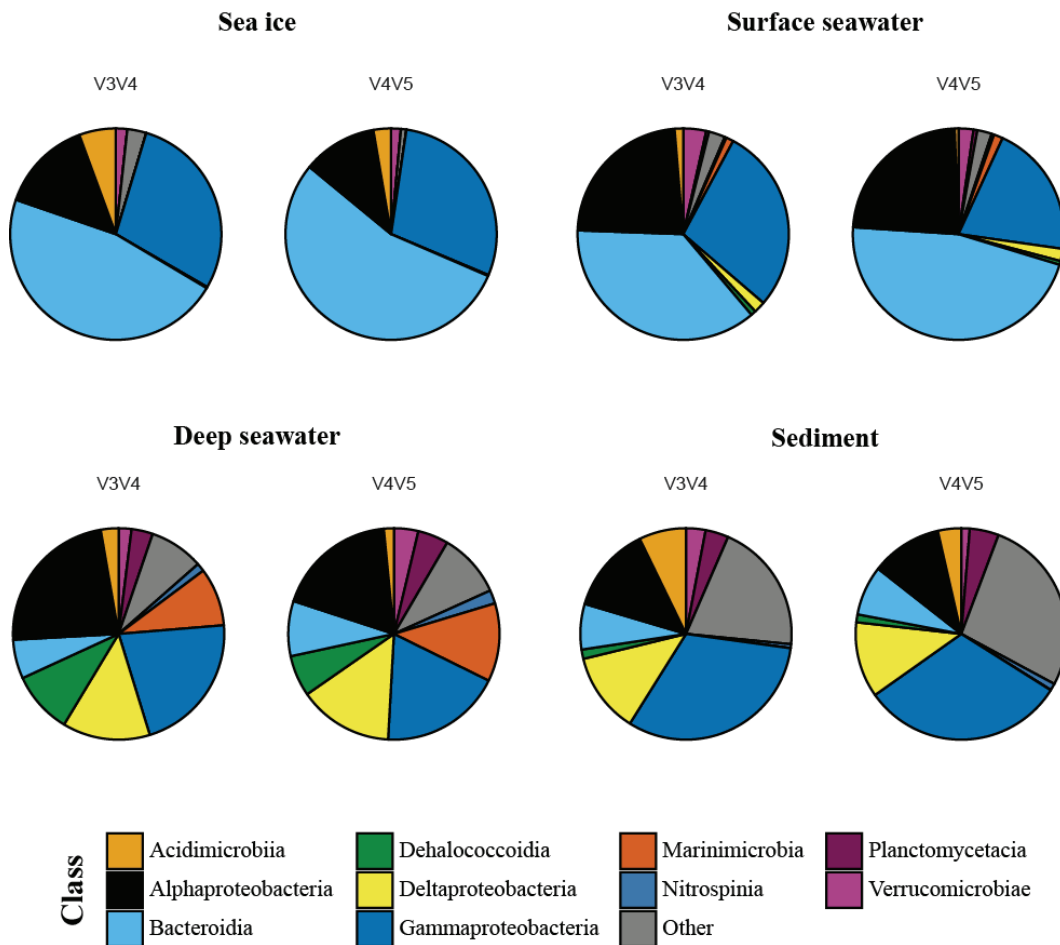 Sea ice
Surface seawater
V3V4
V4V5
V3V4
V4V5
Deep seawater
Sediment
V3V4
V4V5
V3V4
V4V5
Class
Acidimicrobiia
Dehalococcoidia
Marinimicrobia
Planctomycetacia
Alphaproteobacteria
Deltaproteobacteria
Nitrospinia
Verrucomicrobiae
Bacteroidia
Gammaproteobacteria
Other